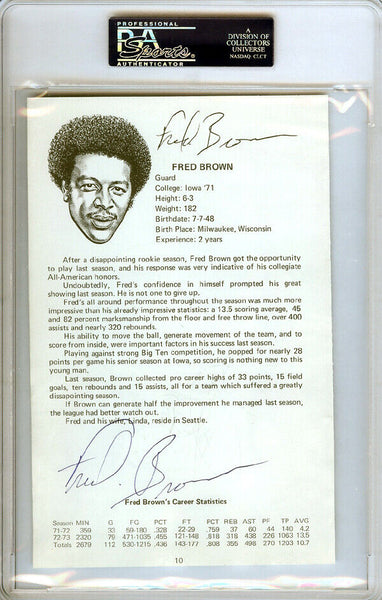 PROFESSIONAL
PSA
Sports
AUTHENTICATOR
A
DIVISION OF
COLLECTORS
UNIVERSE
NASDAQ: CLCT
Fred Brown
FRED BROWN
Guard
College: Iowa '71
Height: 6-3
Weight: 182
Birthdate: 7-7-48
Birth Place: Milwaukee, Wisconsin
Experience: 2 years
After a disappointing rookie season, Fred Brown got the opportunity
to play last season, and his response was very indicative of his collegiate
All-American honors.
Undoubtedly, Fred's confidence in himself prompted his great
showing last season. He is not one to give up.
Fred's all around performance throughout the season was much more
impressive than his already impressive statistics: a 13.5 scoring average, 45
and 82 percent marksmanship from the floor and free throw line, over 400
assists and nearly 320 rebounds.
His ability to move the ball, generate movement of the team, and to
score from inside, were important factors in his success last season.
Playing against strong Big Ten competition, he popped for nearly 28
points per game his senior season at Iowa, so scoring is nothing new to this
young man.
Last season, Brown collected pro career highs of 33 points, 15 field
goals, ten rebounds and 15 assists, all for a team which suffered a greatly
disappointing season.
If Brown can generate half the improvement he managed last season,
the league had better watch out.
Fred and his wife, Linda, reside in Seattle.
Fred Brown
Fred Brown's Career Statistics
Season MIN G FG PCT FT PCT REB AST PF TP AVG
71-72 359 33 59-180 .328 22-29 .759 37 60 44 140 4.2
72-73 2320 79 471-1035 .455 121-148 .818 318 438 226 1063 13.5
Totals 2679 112 530-1215 .436 143-177 .808 355 498 270 1203 10.7
10